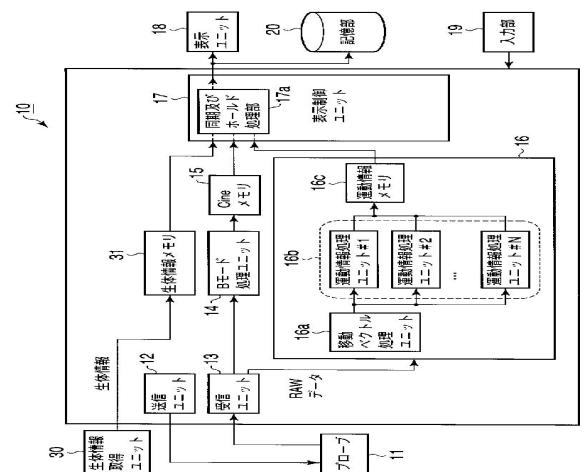 10
30
生体情報
取得
ユニット
生体情報
31
生体情報メモリ
12
送信
ユニット
13
受信
ユニット
14
Bモード
処理ユニット
15
Cine
メモリ
17
同期及び
ホールド
処理部
17a
表示制御
ユニット
18
表示
ユニット
20
記憶部
19
入力部
11
プローブ
RAW
データ
16
16a
移動
ベクトル
処理
ユニット
16b
運動情報処理
ユニット#1
運動情報処理
ユニット#2
…
運動情報処理
ユニット#N
16c
運動情報
メモリ